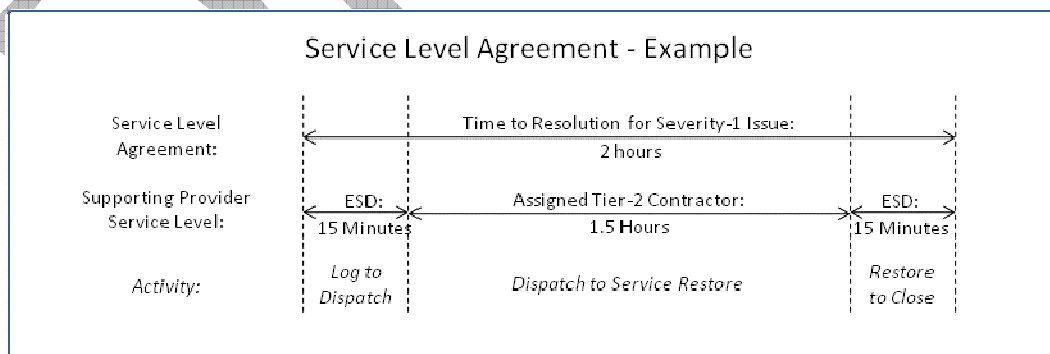 Service Level Agreement - Example
Service Level
Agreement:
Time to Resolution for Severity-1 Issue:
2 hours
Supporting Provider
Service Level:
ESD:
15 Minutes
Assigned Tier-2 Contractor:
1.5 Hours
ESD:
15 Minutes
Activity:
Log to
Dispatch
Dispatch to Service Restore
Restore
to Close